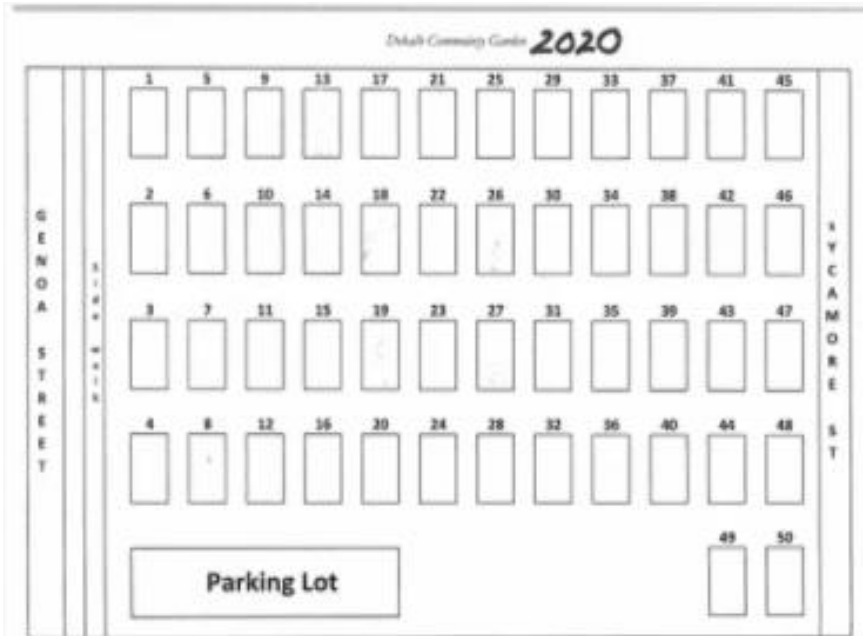 Dekalb Community Garden 2020
1 5 9 13 17 21 25 29 33 37 41 45
2 6 10 14 18 22 26 30 34 38 42 46
3 7 11 15 19 23 27 31 35 39 43 47
4 8 12 16 20 24 28 32 36 40 44 48
49 50
Parking Lot
GENOA STREET
Side walk
sYCAMORE ST